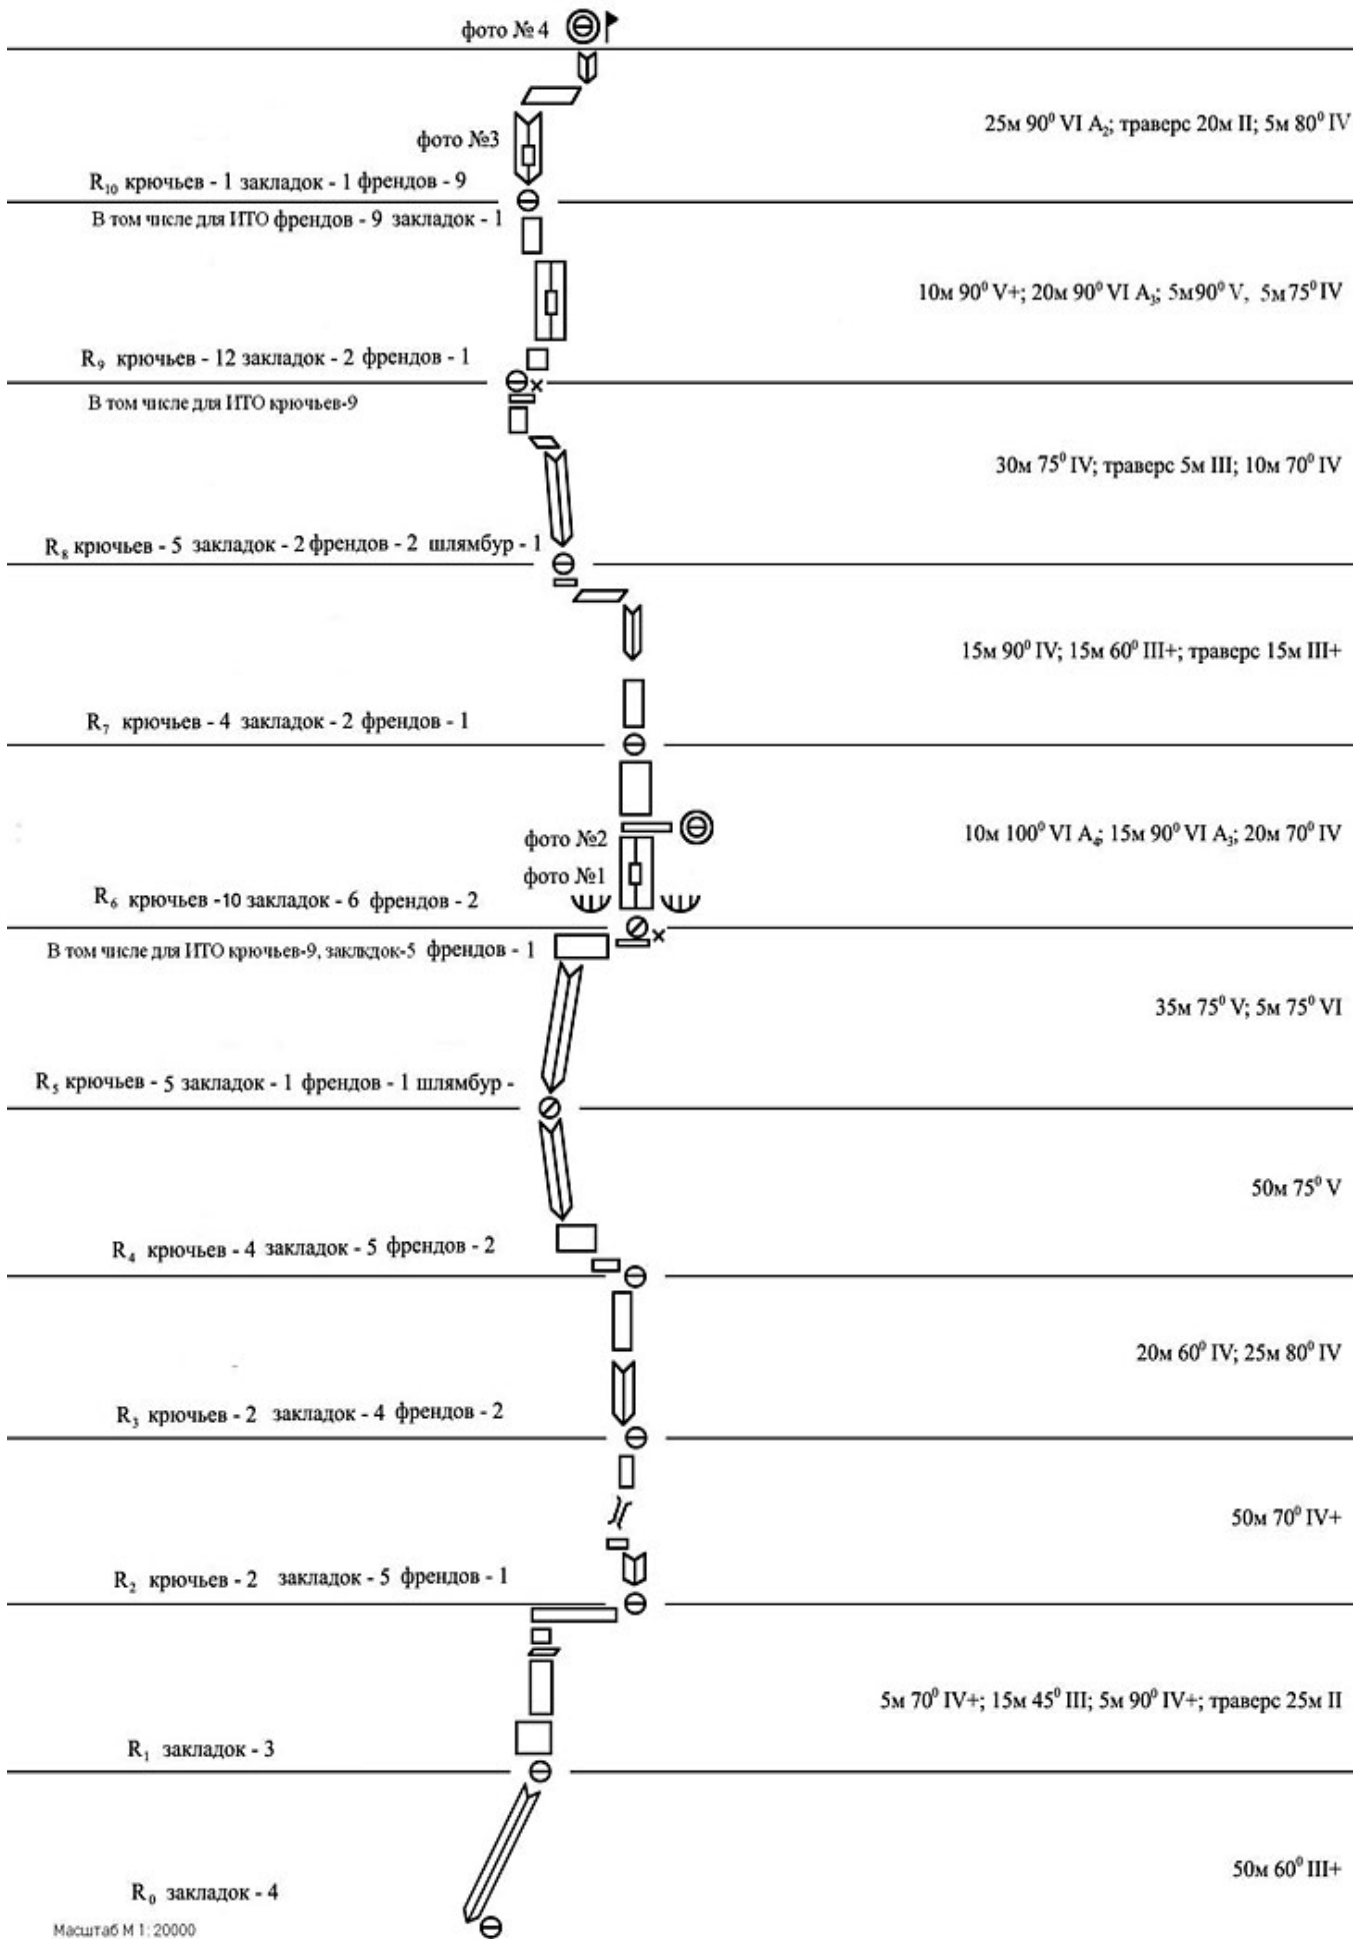 фото № 4
25м 90⁰ VI A₂; траверс 20м II; 5м 80⁰ IV
фото №3
R₁₀ крючьев - 1 закладок - 1 френдов - 9
В том числе для ИТО френдов - 9 закладок - 1
10м 90⁰ V+; 20м 90⁰ VI A₃; 5м90⁰ V, 5м 75⁰ IV
R₉ крючьев - 12 закладок - 2 френдов - 1
В том числе для ИТО крючьев-9
30м 75⁰ IV; траверс 5м III; 10м 70⁰ IV
R₈ крючьев - 5 закладок - 2 френдов - 2 шлямбур - 1
15м 90⁰ IV; 15м 60⁰ III+; траверс 15м III+
R₇ крючьев - 4 закладок - 2 френдов - 1
фото №2
10м 100⁰ VI A₄; 15м 90⁰ VI A₃; 20м 70⁰ IV
фото №1
R₆ крючьев -10 закладок - 6 френдов - 2
В том числе для ИТО крючьев-9, заклкдок-5 френдов - 1
35м 75⁰ V; 5м 75⁰ VI
R₅ крючьев - 5 закладок - 1 френдов - 1 шлямбур -
50м 75⁰ V
R₄ крючьев - 4 закладок - 5 френдов - 2
20м 60⁰ IV; 25м 80⁰ IV
R₃ крючьев - 2 закладок - 4 френдов - 2
50м 70⁰ IV+
R₂ крючьев - 2 закладок - 5 френдов - 1
5м 70⁰ IV+; 15м 45⁰ III; 5м 90⁰ IV+; траверс 25м II
R₁ закладок - 3
50м 60⁰ III+
R₀ закладок - 4
Масштаб М 1: 20000